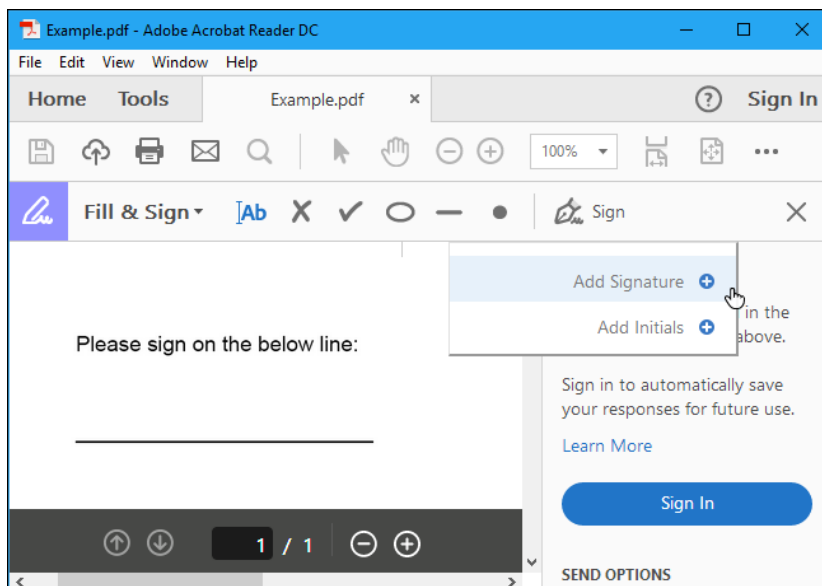 Example.pdf - Adobe Acrobat Reader DC
File Edit View Window Help
Home Tools Example.pdf × ? Sign In
100%
Fill & Sign Ab Sign
Add Signature
Add Initials
in the
above.
Please sign on the below line:
Sign in to automatically save
your responses for future use.
Learn More
Sign In
1 / 1
SEND OPTIONS